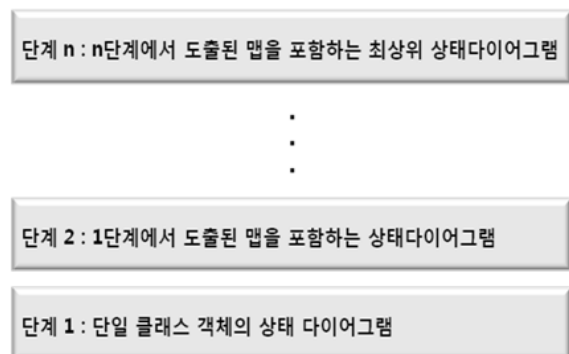 단계 n : n단계에서 도출된 맵을 포함하는 최상위 상태다이어그램
단계 2 : 1단계에서 도출된 맵을 포함하는 상태다이어그램
단계 1 : 단일 클래스 객체의 상태 다이어그램